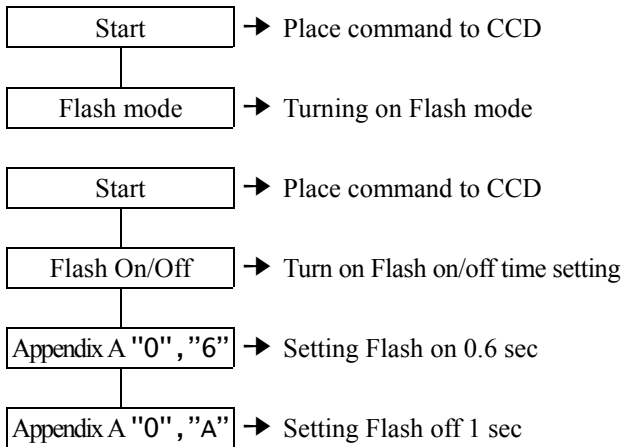 Start → Place command to CCD
Flash mode → Turning on Flash mode
Start → Place command to CCD
Flash On/Off → Turn on Flash on/off time setting
Appendix A "0","6” → Setting Flash on 0.6 sec
Appendix A "0","A” → Setting Flash off 1 sec